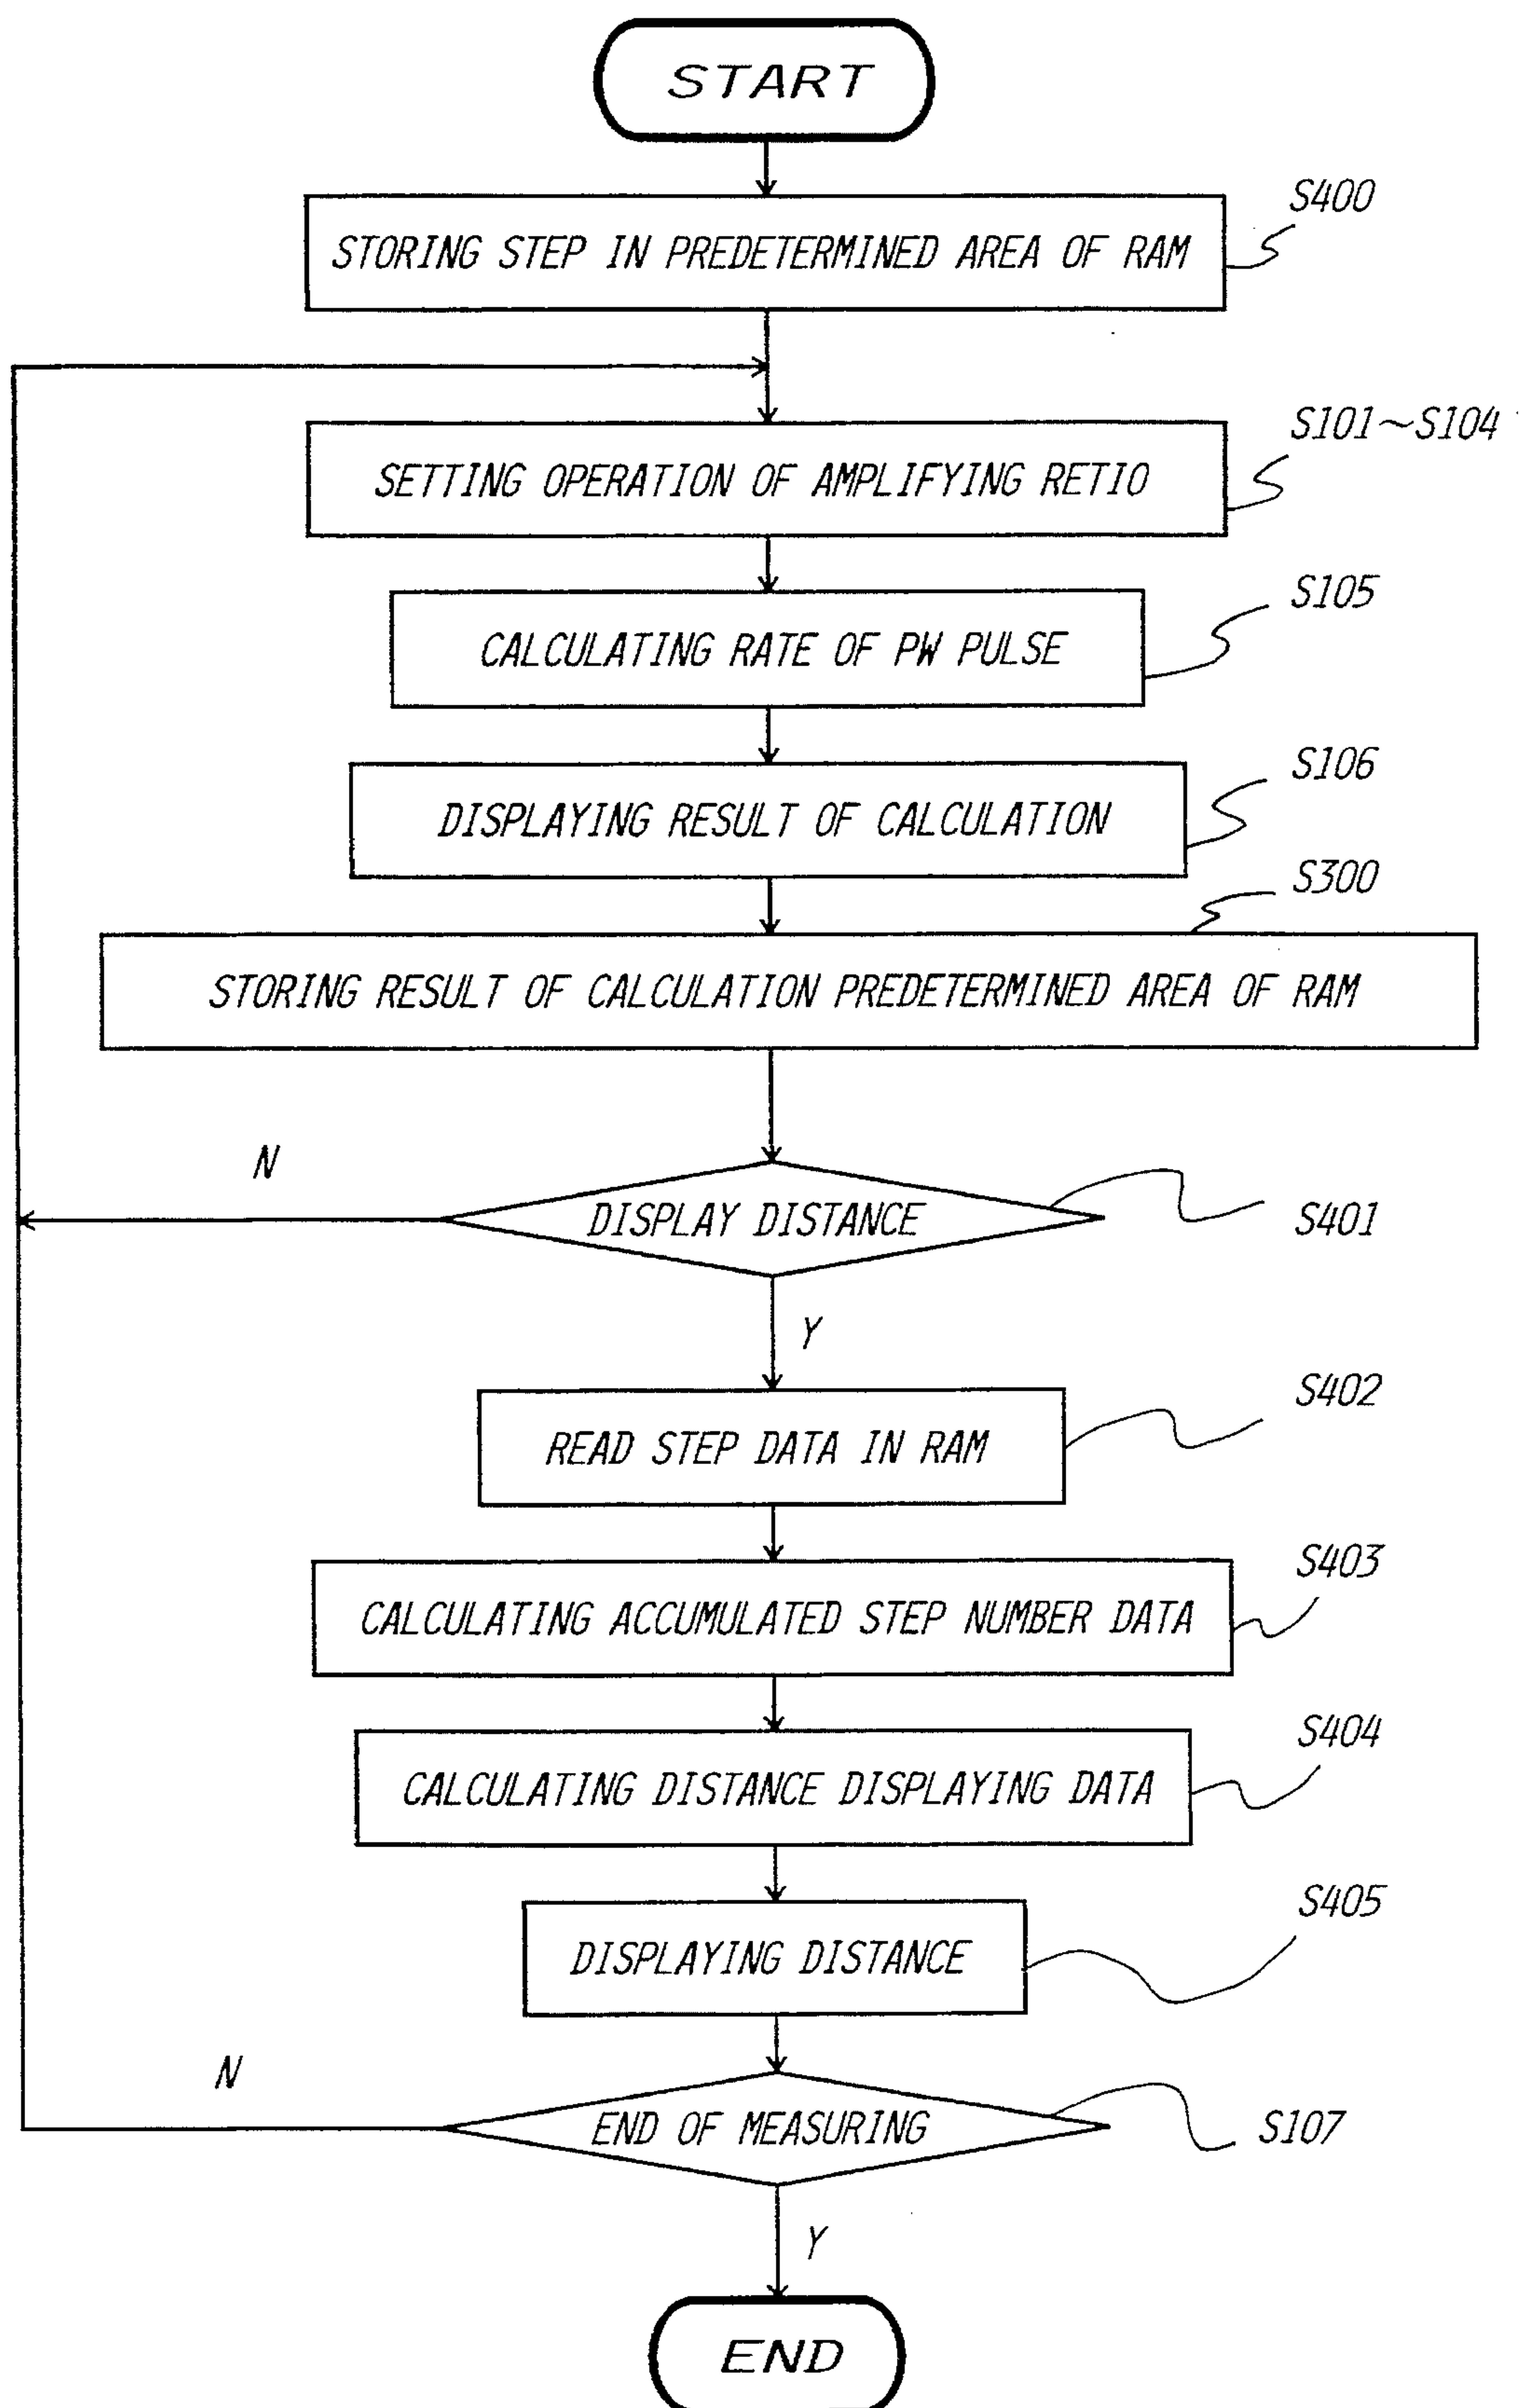 START
S400
STORING STEP IN PREDETERMINED AREA OF RAM
S101~S104
SETTING OPERATION OF AMPLIFYING RETIO
S105
CALCULATING RATE OF PW PULSE
S106
DISPLAYING RESULT OF CALCULATION
S300
STORING RESULT OF CALCULATION PREDETERMINED AREA OF RAM
N
DISPLAY DISTANCE
S401
Y
S402
READ STEP DATA IN RAM
S403
CALCULATING ACCUMULATED STEP NUMBER DATA
S404
CALCULATING DISTANCE DISPLAYING DATA
S405
DISPLAYING DISTANCE
N
END OF MEASURING
S107
Y
END